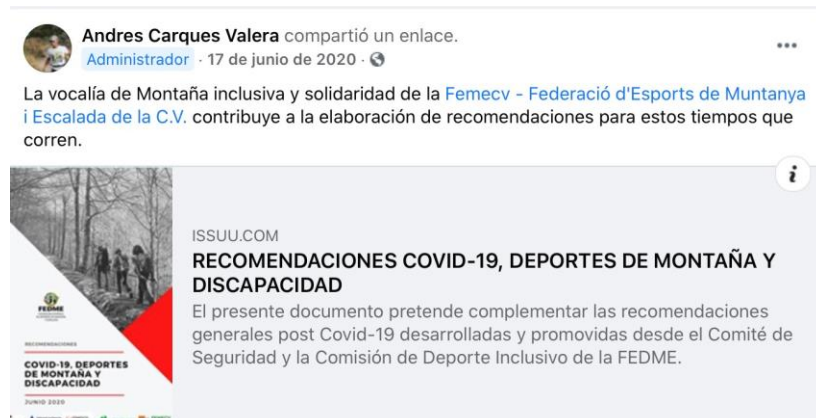 Andres Carques Valera compartió un enlace.
Administrador · 17 de junio de 2020 ·
La vocalía de Montaña inclusiva y solidaridad de la Femecv - Federació d'Esports de Muntanya
i Escalada de la C.V. contribuye a la elaboración de recomendaciones para estos tiempos que
corren.
ISSUU.COM
RECOMENDACIONES COVID-19, DEPORTES DE MONTAÑA Y
DISCAPACIDAD
El presente documento pretende complementar las recomendaciones
generales post Covid-19 desarrolladas y promovidas desde el Comité de
Seguridad y la Comisión de Deporte Inclusivo de la FEDME.
FEDME
RECOMENDACIONES
COVID-19, DEPORTES
DE MONTAÑA Y
DISCAPACIDAD
JUNIO 2020